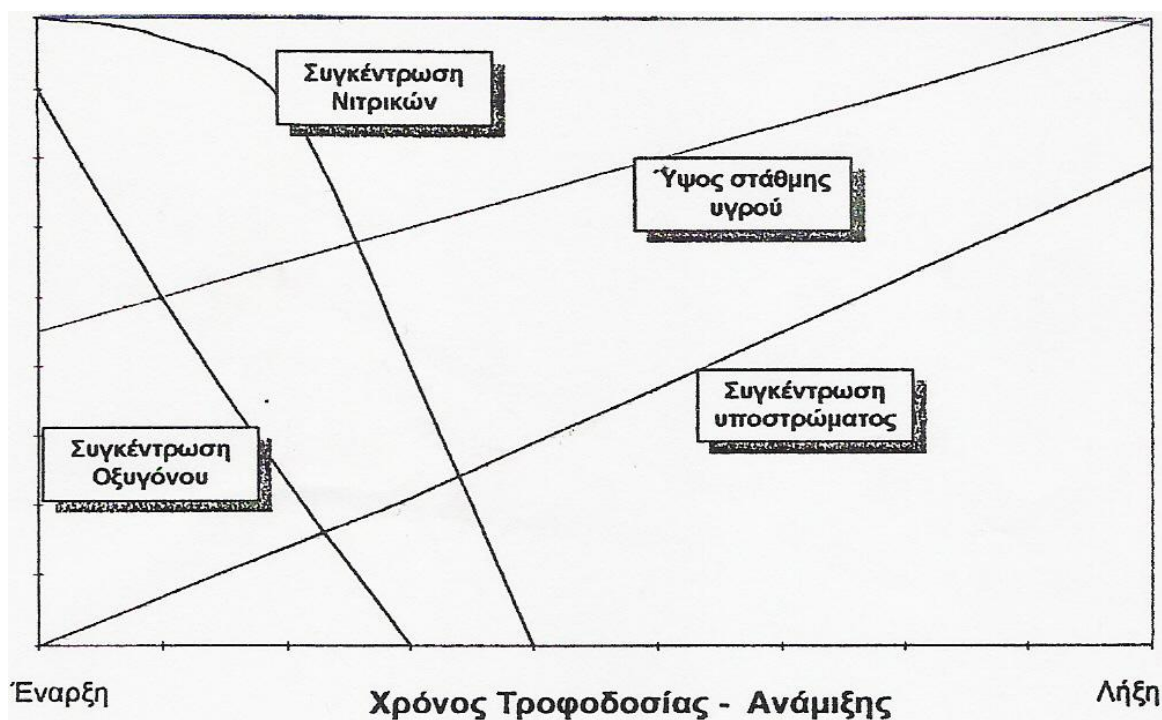 Συγκέντρωση
Νιτρικών
Ύψος στάθμης
υγρού
Συγκέντρωση
υποστρώματος
Συγκέντρωση
Οξυγόνου
Έναρξη
Χρόνος Τροφοδοσίας - Ανάμιξης
Λήξη